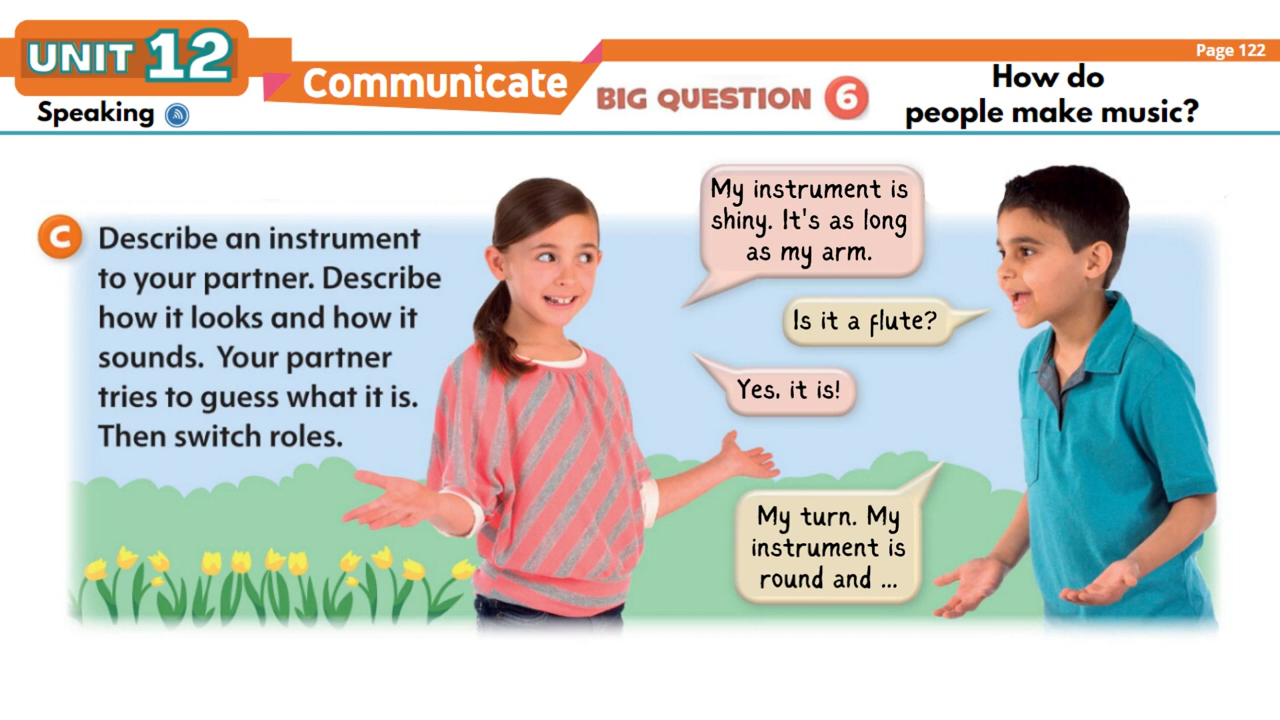 UNIT 12
Communicate
BIG QUESTION 6
How do
people make music?
Page 122
Speaking
C
Describe an instrument
to your partner. Describe
how it looks and how it
sounds. Your partner
tries to guess what it is.
Then switch roles.
My instrument is
shiny. It's as long
as my arm.
Is it a flute?
Yes, it is!
My turn. My
instrument is
round and ...